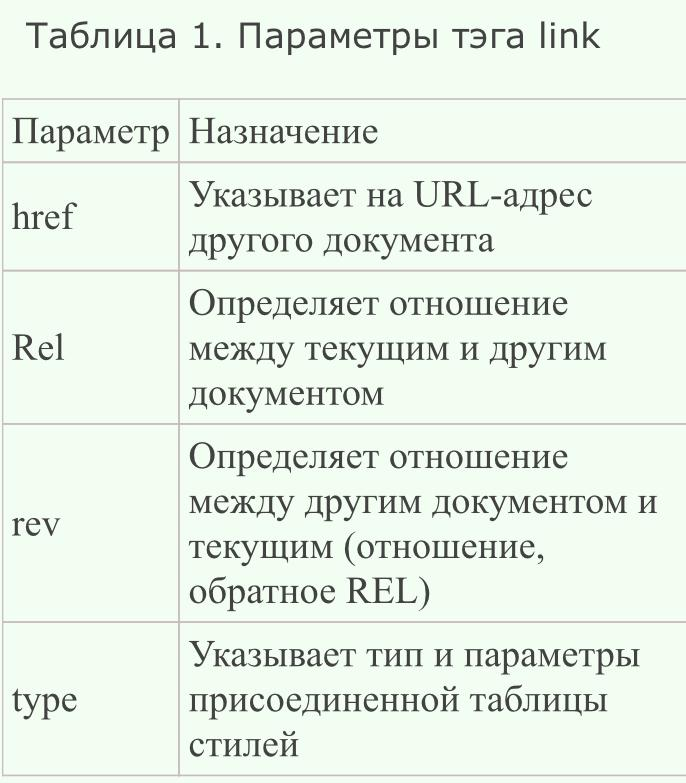 Таблица 1. Параметры тэга link
Параметр Назначение
href
Указывает на URL-адрес
другого документа
Rel
Определяет отношение
между текущим и другим
документом
rev
Определяет отношение
между другим документом и
текущим (отношение,
обратное REL)
type
Указывает тип и параметры
присоединенной таблицы
стилей